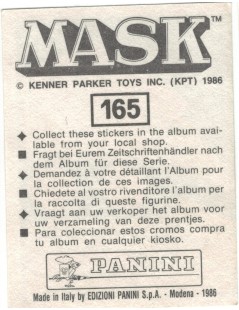 MASK™
© KENNER PARKER TOYS INC. (KPT) 1986
165
◆ Collect these stickers in the album avai-
lable from your local shop.
■ Fragt bei Eurem Zeitschriftenhändler nach
dem Album für diese Serie.
◆ Demandez à votre détaillant l'Album pour
la collection de ces images.
■ Chiedete al vostro rivenditore l'album per
la raccolta di queste figurine.
◆ Vraagt aan uw verkoper het album voor
uw verzameling van deze prentjes.
■ Para coleccionar estos cromos compra
tu album en cualquier kiosko.
PANINI
Made in Italy by EDIZIONI PANINI S.p.A. - Modena - 1986